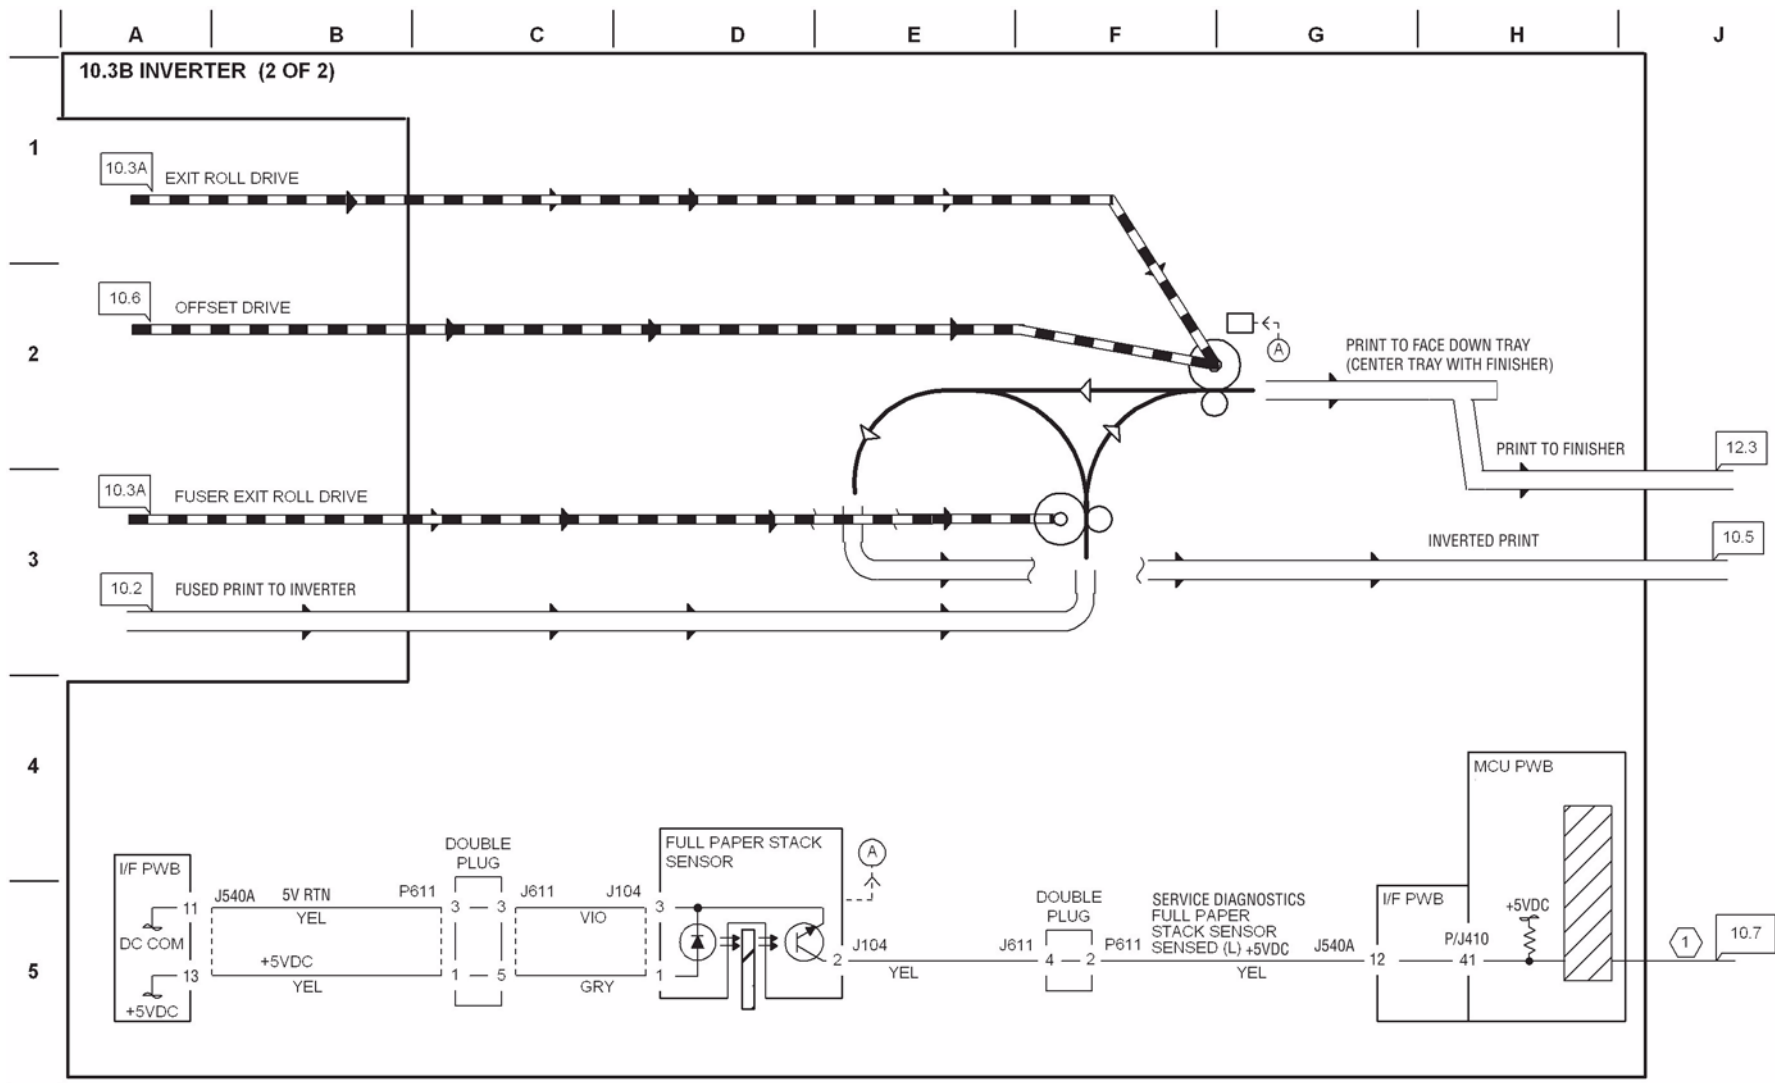 A B C D E F G H J
10.3B INVERTER (2 OF 2)
1
10.3A
EXIT ROLL DRIVE
10.6
OFFSET DRIVE
A
2
PRINT TO FACE DOWN TRAY
(CENTER TRAY WITH FINISHER)
PRINT TO FINISHER
12.3
10.3A
FUSER EXIT ROLL DRIVE
INVERTED PRINT
10.5
3
10.2
FUSED PRINT TO INVERTER
4
MCU PWB
I/F PWB
DOUBLE
PLUG
FULL PAPER STACK
SENSOR
A
11
J540A
5V RTN
YEL
P611
3
3
J611
VIO
J104
3
DC COM
5
13
+5VDC
YEL
1
5
GRY
1
+5VDC
2
J104
YEL
J611
DOUBLE
PLUG
4
2
P611
SERVICE DIAGNOSTICS
FULL PAPER
STACK SENSOR
SENSED (L) +5VDC
YEL
J540A
I/F PWB
12
P/J410
41
+5VDC
1
10.7